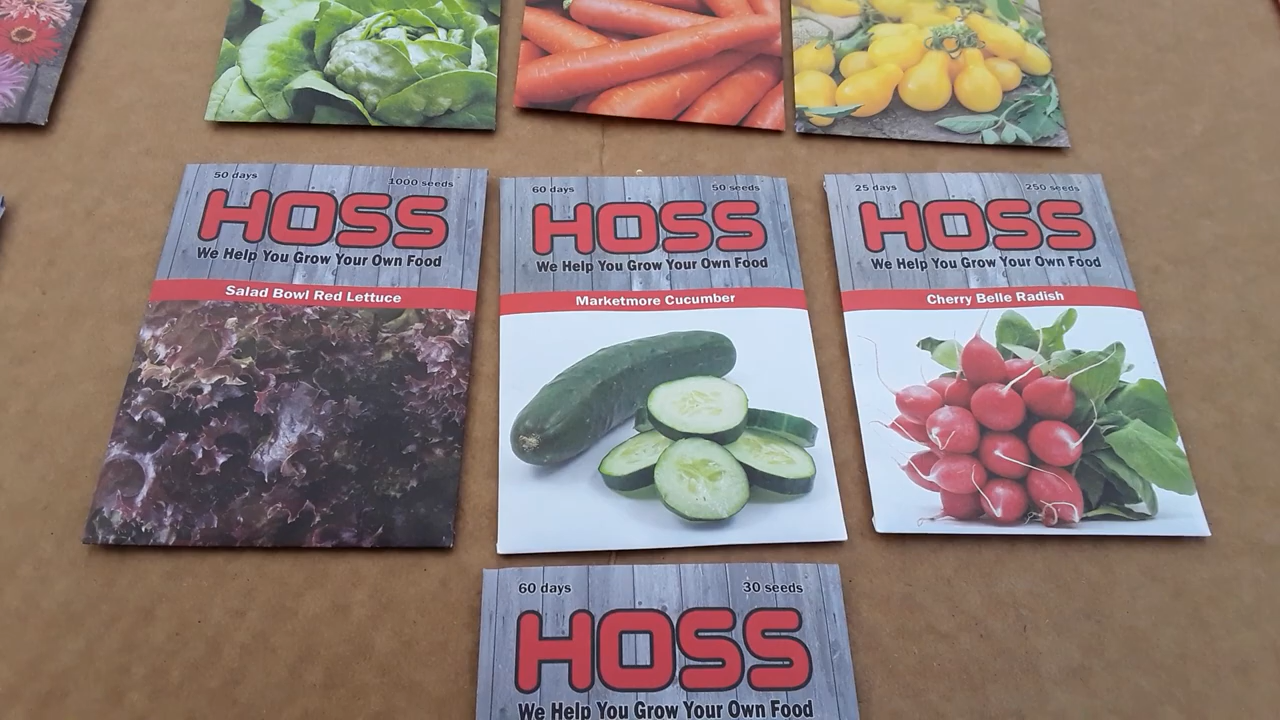 50 days 1000 seeds
HOSS
We Help You Grow Your Own Food
Salad Bowl Red Lettuce
60 days 50 seeds
HOSS
We Help You Grow Your Own Food
Marketmore Cucumber
25 days 250 seeds
HOSS
We Help You Grow Your Own Food
Cherry Belle Radish
60 days 30 seeds
HOSS
We Help You Grow Your Own Food